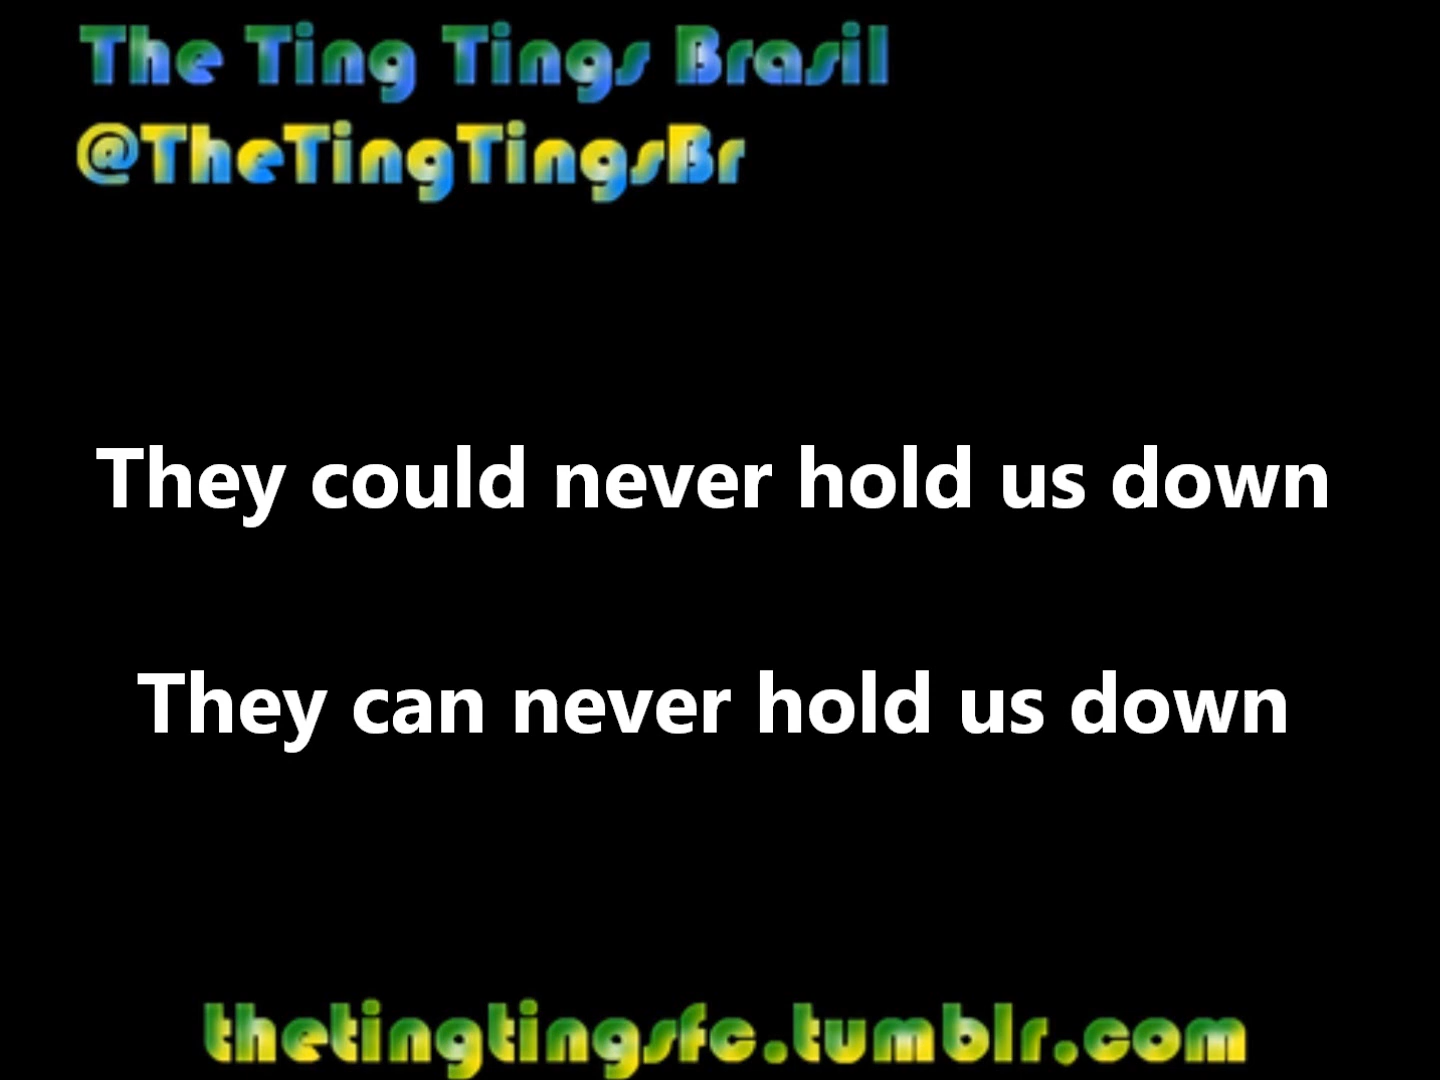 The Ting Tings Brasil
@TheTingTingsBr
They could never hold us down
They can never hold us down
thetingtingsfc.tumblr.com